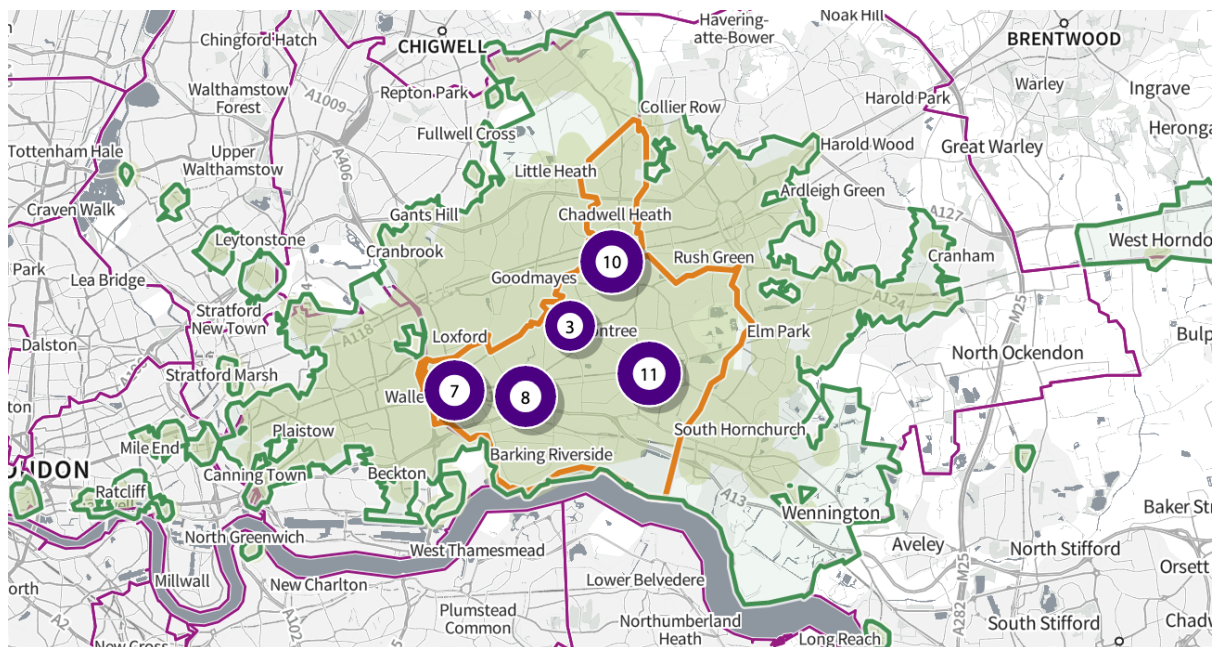 Havering-
atte-Bower
Noak Hill
Chingford Hatch
CHIGWELL
BRENTWOOD
Walthamstow
Forest
A1009
Repton Park
Harold Park
Warley
Ingrave
Collier Row
Fullwell Cross
Herong
Tottenham Hale
Upper
Walthamstow
A406
Little Heath
Harold Wood
Great Warley
Ardleigh Green
Craven Walk
Gants Hill
Chadwell Heath
A127
Leytonstone
Cranbrook
West Horndo
Park
Lea Bridge
10
Rush Green
Cranham
Goodmayes
A124
M25
Stratford
New Town
A118
Loxford
3
ntree
Elm Park
Dalston
North Ockendon
Bulp
Stratford Marsh
11
ton
Walle
7
8
Plaistow
South Hornchurch
Mile End
Barking Riverside
Beckton
Canning Town
Ratcliff
A13
Wennington
Baker Str
North Greenwich
West Thamesmead
Aveley
North Stifford
Millwall
New Charlton
Lower Belvedere
Orsett
orth
Plumstead
Common
Northumberland
Heath
A2
A102
A282
M25
South Stifford
Chadw
New Cross
Long Reach